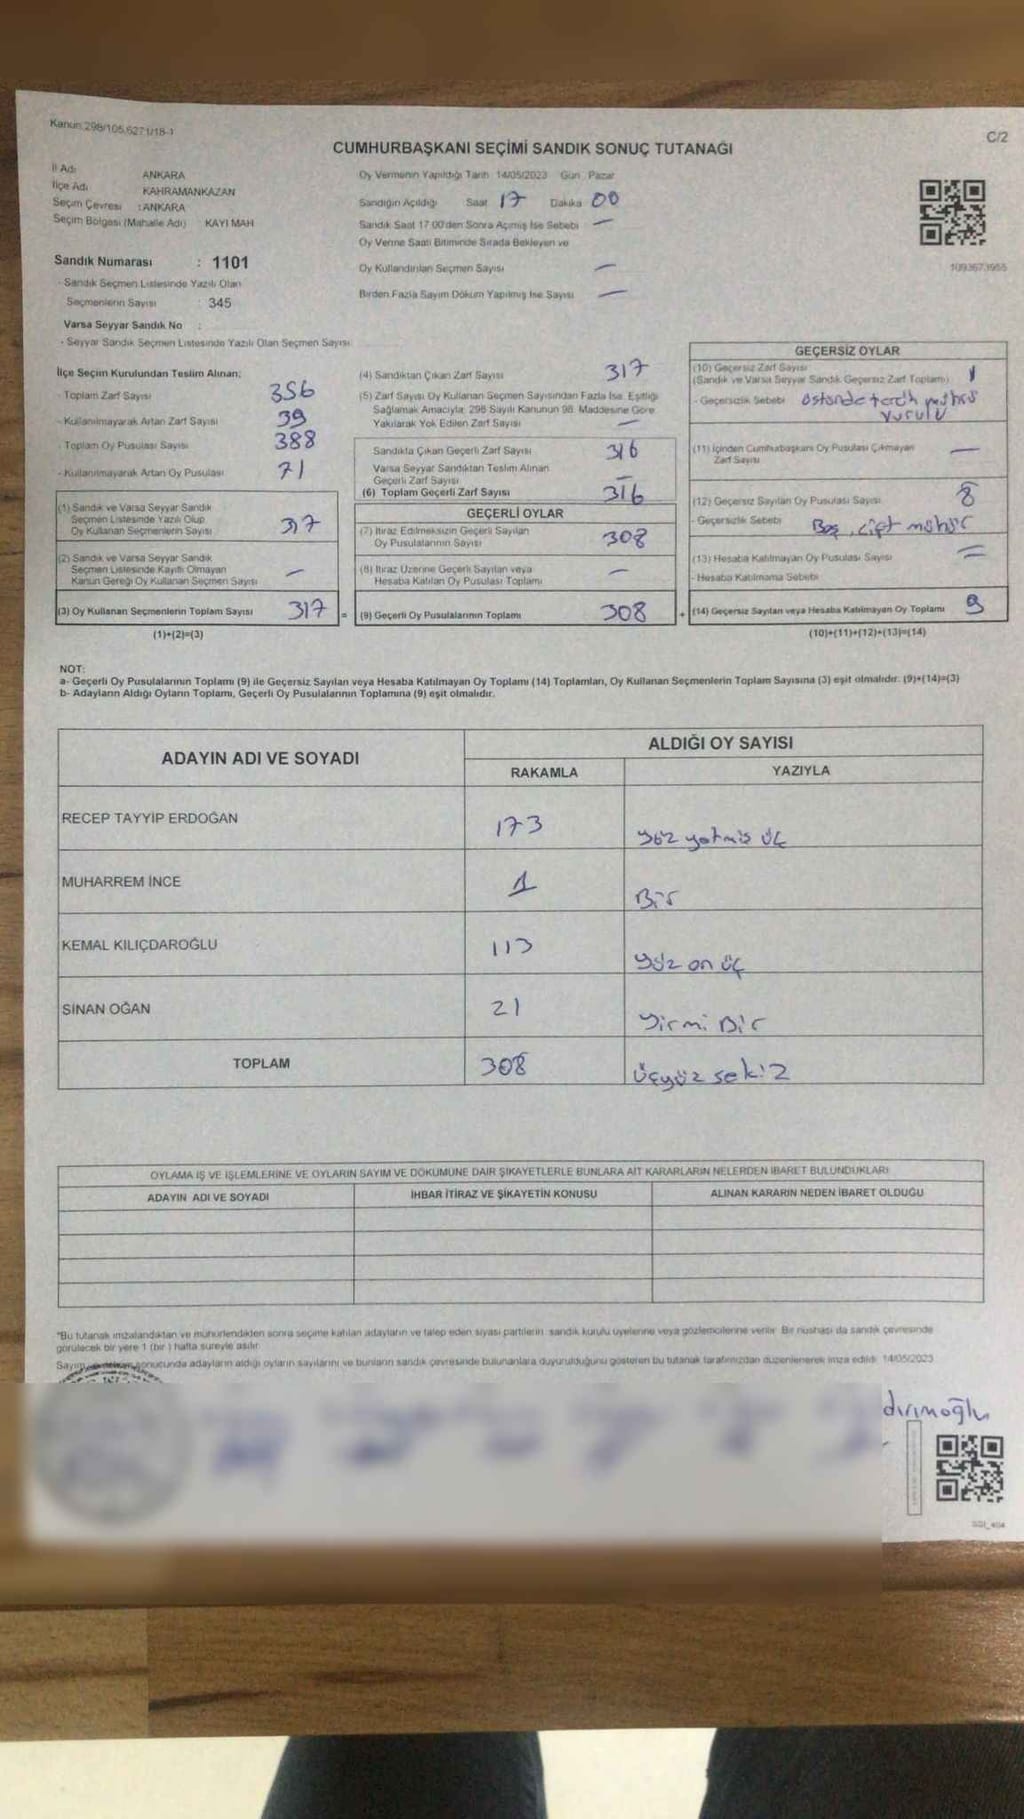 Kanun:298/105,6271/18-1
C/2
CUMHURBAŞKANI SEÇİMİ SANDIK SONUÇ TUTANAĞI
İl Adı ANKARA
İlçe Adı KAHRAMANKAZAN
Seçim Çevresi :ANKARA
Seçim Bölgesi (Mahalle Adı) KAYI MAH
Sandık Numarası : 1101
- Sandık Seçmen Listesinde Yazılı Olan
Seçmenlerin Sayısı : 345
Varsa Seyyar Sandık No :
- Seyyar Sandık Seçmen Listesinde Yazılı Olan Seçmen Sayısı
Oy Vermenin Yapıldığı Tarih 14/05/2023 Gün Pazar
Sandığın Açıldığı Saat 17 Dakika 00
Sandık Saat 17:00'den Sonra Açılmış İse Sebebi —
Oy Verme Saati Bitiminde Sırada Bekleyen ve
Oy Kullandırılan Seçmen Sayısı —
Birden Fazla Sayım Döküm Yapılmış İse Sayısı —
1093673955
İlçe Seçim Kurulundan Teslim Alınan;
- Toplam Zarf Sayısı 356
- Kullanılmayarak Artan Zarf Sayısı 39
- Toplam Oy Pusulası Sayısı 388
- Kullanılmayarak Artan Oy Pusulası 71
(1) Sandık ve Varsa Seyyar Sandık
Seçmen Listesinde Yazılı Olup
Oy Kullanan Seçmenlerin Sayısı 317
(2) Sandık ve Varsa Seyyar Sandık
Seçmen Listesinde Kayıtlı Olmayan
Kanun Gereği Oy Kullanan Seçmen Sayısı —
(3) Oy Kullanan Seçmenlerin Toplam Sayısı 317 =
(1)+(2)=(3)
(4) Sandıktan Çıkan Zarf Sayısı 317
(5) Zarf Sayısı Oy Kullanan Seçmen Sayısından Fazla İse, Eşitliği
Sağlamak Amacıyla; 298 Sayılı Kanunun 98. Maddesine Göre
Yakılarak Yok Edilen Zarf Sayısı —
Sandıkta Çıkan Geçerli Zarf Sayısı 316
Varsa Seyyar Sandıktan Teslim Alınan
Geçerli Zarf Sayısı —
(6) Toplam Geçerli Zarf Sayısı 316
GEÇERLİ OYLAR
(7) İtiraz Edilmeksizin Geçerli Sayılan
Oy Pusulalarının Sayısı 308
(8) İtiraz Üzerine Geçerli Sayılan veya
Hesaba Katılan Oy Pusulası Toplamı —
(9) Geçerli Oy Pusulalarının Toplamı 308 +
GEÇERSİZ OYLAR
(10) Geçersiz Zarf Sayısı
(Sandık ve Varsa Seyyar Sandık Geçersiz Zarf Toplamı) 1
- Geçersizlik Sebebi üstünde tercih mührü
vurulu
(11) İçinden Cumhurbaşkanı Oy Pusulası Çıkmayan
Zarf Sayısı —
(12) Geçersiz Sayılan Oy Pusulası Sayısı 8
- Geçersizlik Sebebi Boş, çift mühür
(13) Hesaba Katılmayan Oy Pusulası Sayısı =
- Hesaba Katılmama Sebebi
(14) Geçersiz Sayılan veya Hesaba Katılmayan Oy Toplamı 9
(10)+(11)+(12)+(13)=(14)
NOT:
a- Geçerli Oy Pusulalarının Toplamı (9) ile Geçersiz Sayılan veya Hesaba Katılmayan Oy Toplamı (14) Toplamları, Oy Kullanan Seçmenlerin Toplam Sayısına (3) eşit olmalıdır. (9)+(14)=(3)
b- Adayların Aldığı Oyların Toplamı, Geçerli Oy Pusulalarının Toplamına (9) eşit olmalıdır.
ADAYIN ADI VE SOYADI
ALDIĞI OY SAYISI
RAKAMLA YAZIYLA
RECEP TAYYİP ERDOĞAN 173 yüz yetmiş üç
MUHARREM İNCE 1 Bir
KEMAL KILIÇDAROĞLU 113 yüz on üç
SİNAN OĞAN 21 yirmi Bir
TOPLAM 308 üçyüz sekiz
OYLAMA İŞ VE İŞLEMLERİNE VE OYLARIN SAYIM VE DÖKÜMÜNE DAİR ŞİKAYETLERLE BUNLARA AİT KARARLARIN NELERDEN İBARET BULUNDUKLARI
ADAYIN ADI VE SOYADI İHBAR İTİRAZ VE ŞİKAYETİN KONUSU ALINAN KARARIN NEDEN İBARET OLDUĞU
*Bu tutanak imzalandıktan ve mühürlendikten sonra seçime katılan adayların ve talep eden siyasi partilerin sandık kurulu üyelerine veya gözlemcilerine verilir. Bir nüshası da sandık çevresinde
görülecek bir yere 1 (bir) hafta süreyle asılır.
sonucunda adayların aldığı oyların sayılarını ve bunların sandık çevresinde bulunanlara duyurulduğunu gösteren bu tutanak tarafımızdan düzenlenerek imza edildi. 14/05/2023
dırımoğlu